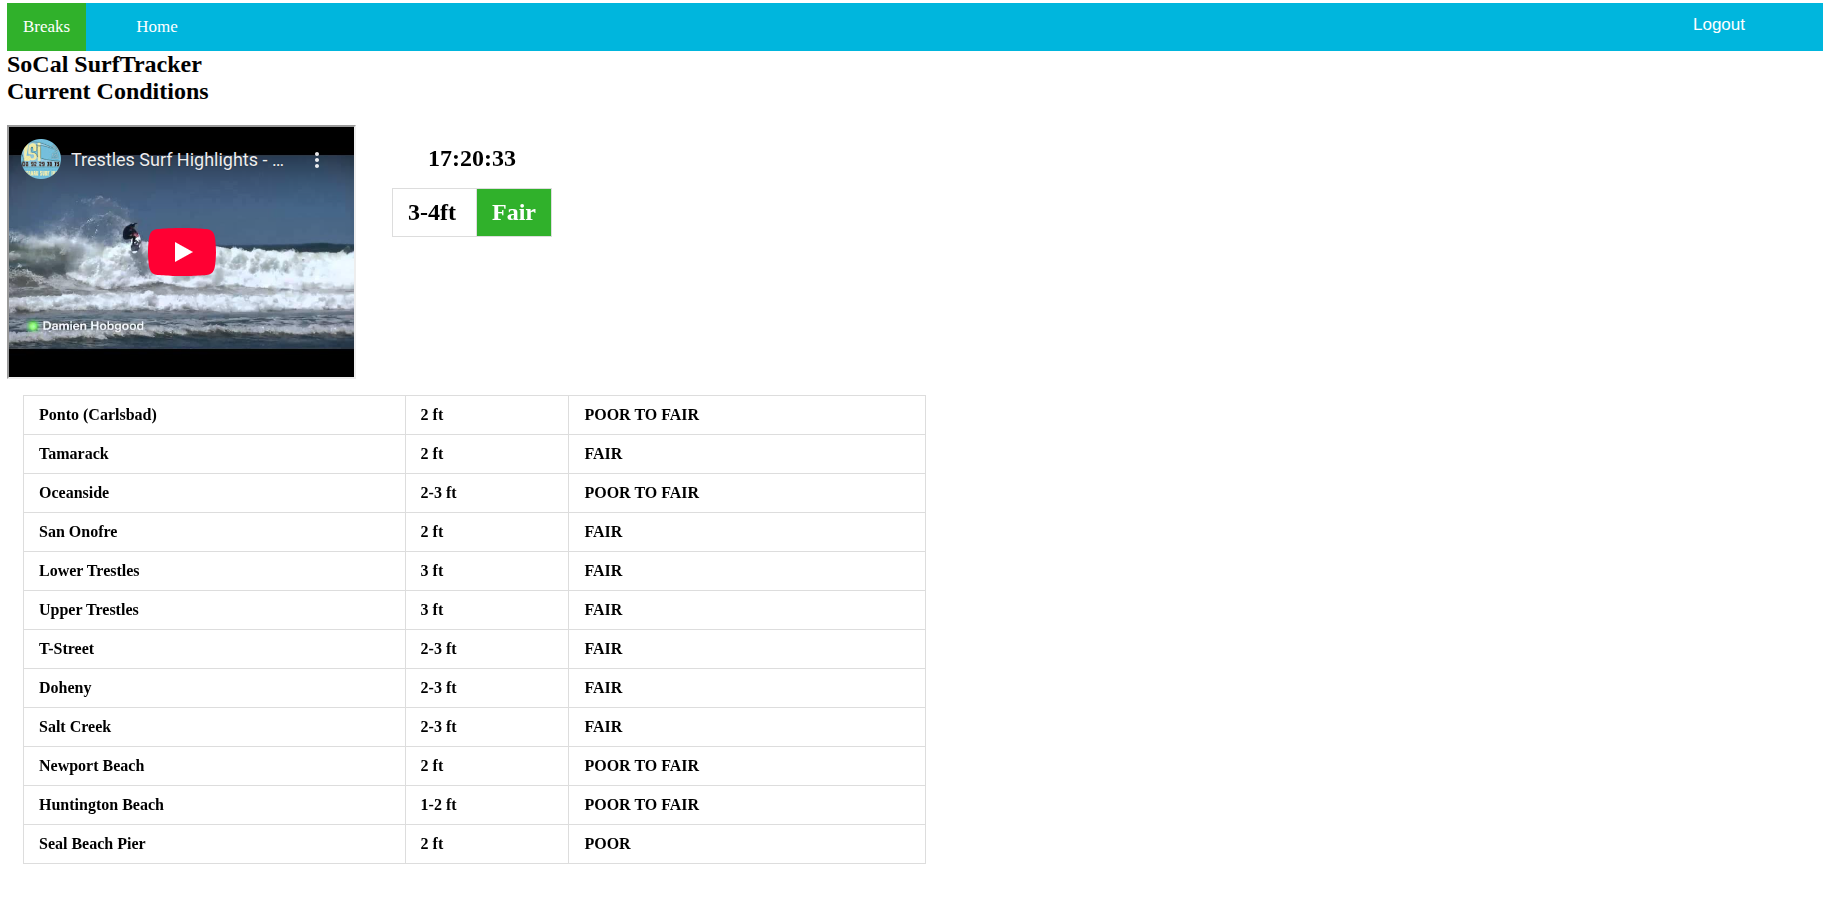 Breaks Home Logout
SoCal SurfTracker
Current Conditions
Trestles Surf Highlights - ...
17:20:33
3-4ft Fair
Damien Hobgood
Ponto (Carlsbad) 2 ft POOR TO FAIR
Tamarack 2 ft FAIR
Oceanside 2-3 ft POOR TO FAIR
San Onofre 2 ft FAIR
Lower Trestles 3 ft FAIR
Upper Trestles 3 ft FAIR
T-Street 2-3 ft FAIR
Doheny 2-3 ft FAIR
Salt Creek 2-3 ft FAIR
Newport Beach 2 ft POOR TO FAIR
Huntington Beach 1-2 ft POOR TO FAIR
Seal Beach Pier 2 ft POOR